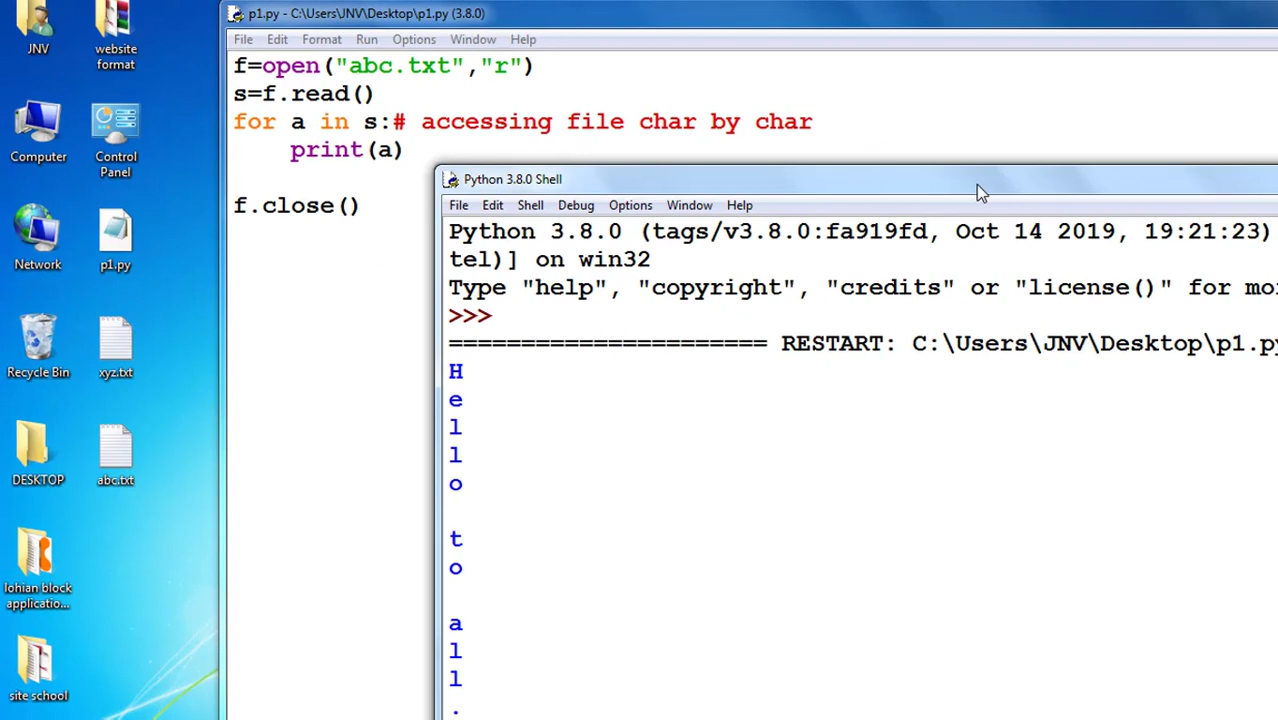 JNV
website
format
Computer
Control
Panel
Network
p1.py
Recycle Bin
xyz.txt
DESKTOP
abc.txt
lohian block
applicatio...
site school
p1.py - C:\Users\JNV\Desktop\p1.py (3.8.0)
File Edit Format Run Options Window Help
f=open("abc.txt","r")
s=f.read()
for a in s:# accessing file char by char
print(a)
f.close()
Python 3.8.0 Shell
File Edit Shell Debug Options Window Help
Python 3.8.0 (tags/v3.8.0:fa919fd, Oct 14 2019, 19:21:23)
tel)] on win32
Type "help", "copyright", "credits" or "license()" for mo
>>>
====================== RESTART: C:\Users\JNV\Desktop\p1.py
H
e
l
l
o
t
o
a
l
l
.